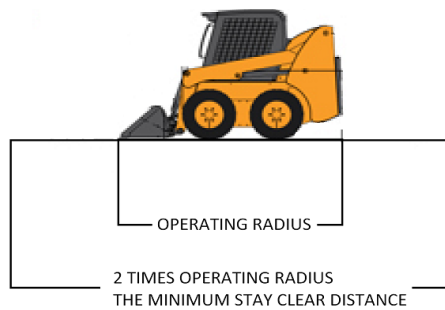 OPERATING RADIUS
2 TIMES OPERATING RADIUS
THE MINIMUM STAY CLEAR DISTANCE